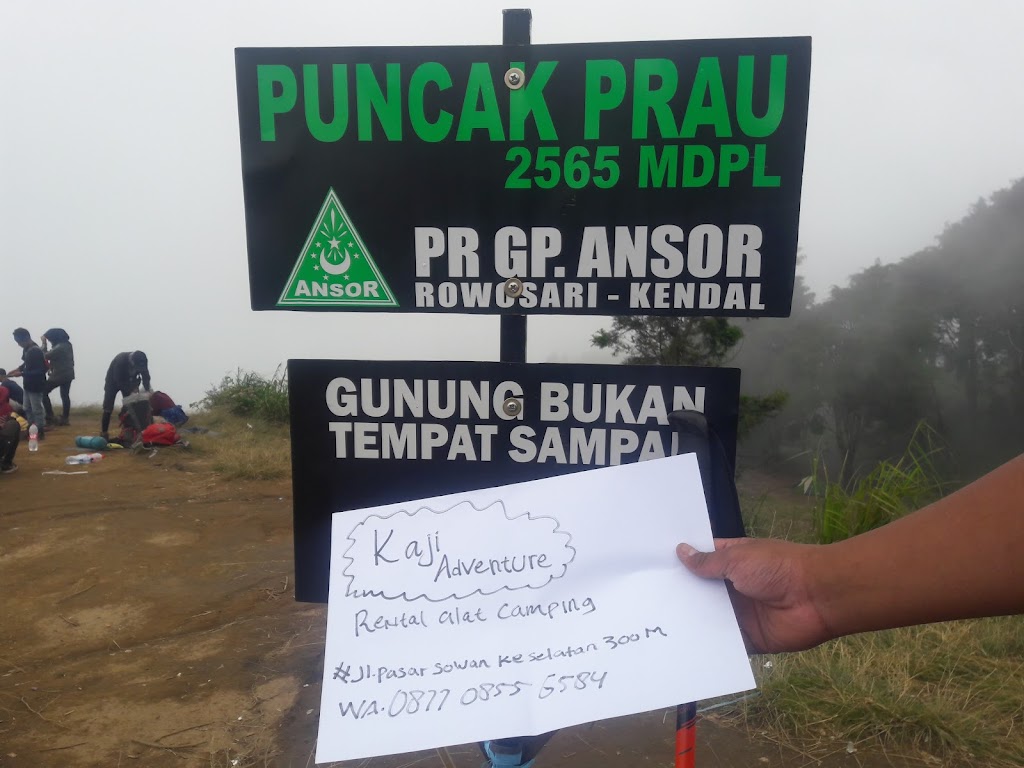 PUNCAK PRAU
2565 MDPL
ANSOR
PR GP. ANSOR
ROWOSARI - KENDAL
GUNUNG BUKAN
TEMPAT SAMPAH
Kaji
Adventure
Rental alat camping
# Jl. Pasar sowan ke selatan 300 M
WA. 0877 0855 6584